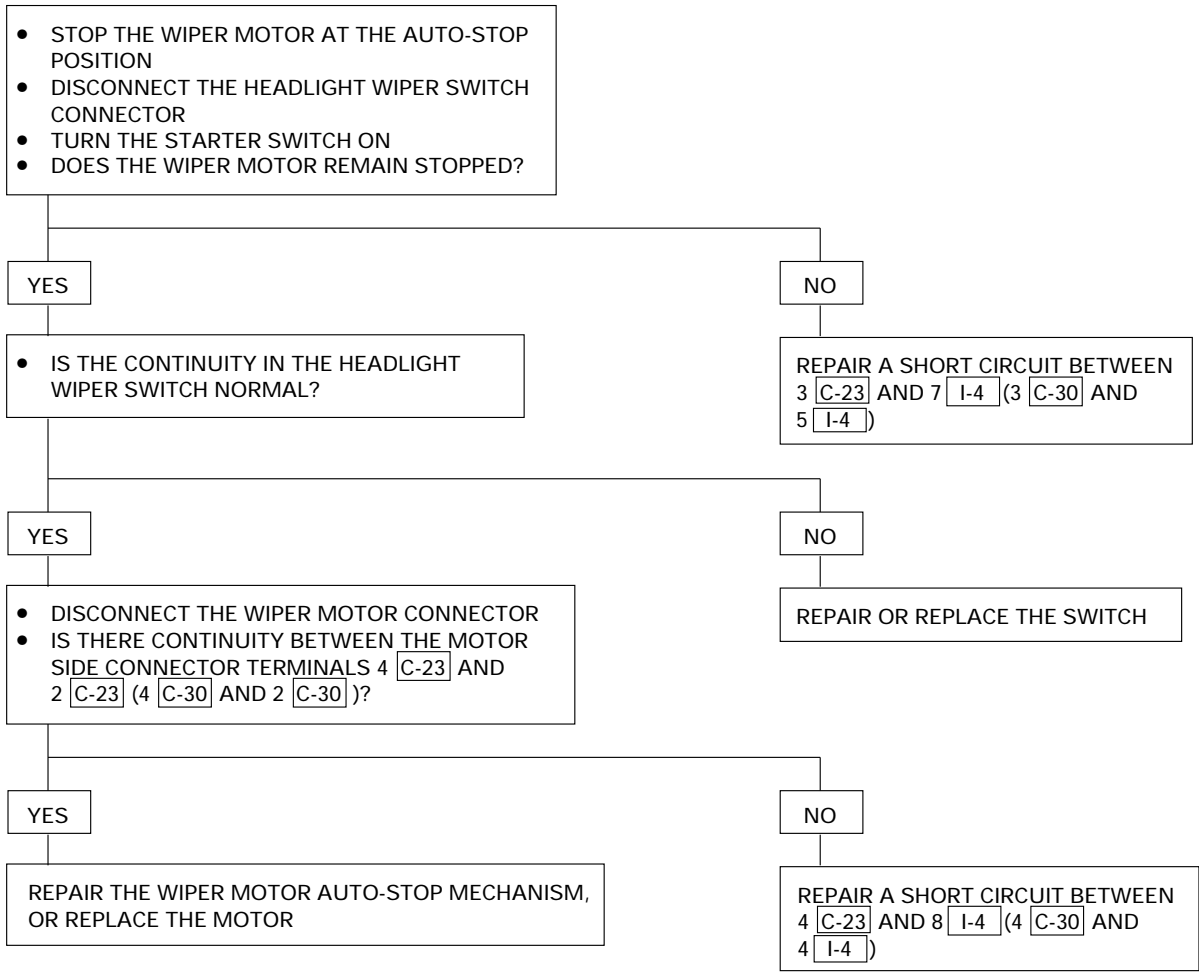 • STOP THE WIPER MOTOR AT THE AUTO-STOP
POSITION
• DISCONNECT THE HEADLIGHT WIPER SWITCH
CONNECTOR
• TURN THE STARTER SWITCH ON
• DOES THE WIPER MOTOR REMAIN STOPPED?
YES
NO
• IS THE CONTINUITY IN THE HEADLIGHT
WIPER SWITCH NORMAL?
REPAIR A SHORT CIRCUIT BETWEEN
3 C-23 AND 7 I-4 (3 C-30 AND
5 I-4 )
YES
NO
• DISCONNECT THE WIPER MOTOR CONNECTOR
• IS THERE CONTINUITY BETWEEN THE MOTOR
SIDE CONNECTOR TERMINALS 4 C-23 AND
2 C-23 (4 C-30 AND 2 C-30 )?
REPAIR OR REPLACE THE SWITCH
YES
NO
REPAIR THE WIPER MOTOR AUTO-STOP MECHANISM,
OR REPLACE THE MOTOR
REPAIR A SHORT CIRCUIT BETWEEN
4 C-23 AND 8 I-4 (4 C-30 AND
4 I-4 )